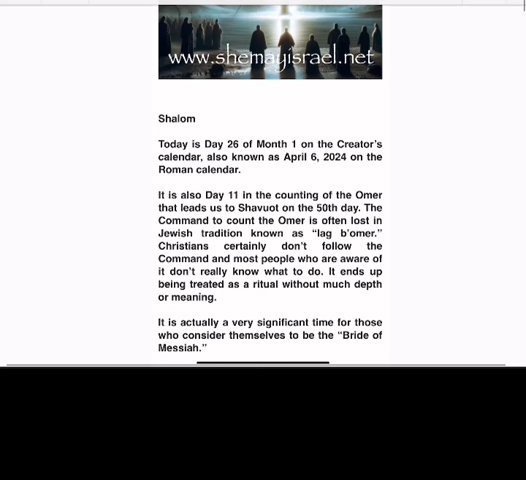 www.shemayisrael.net
Shalom
Today is Day 26 of Month 1 on the Creator's
calendar, also known as April 6, 2024 on the
Roman calendar.
It is also Day 11 in the counting of the Omer
that leads us to Shavuot on the 50th day. The
Command to count the Omer is often lost in
Jewish tradition known as “lag b’omer.”
Christians certainly don’t follow the
Command and most people who are aware of
it don’t really know what to do. It ends up
being treated as a ritual without much depth
or meaning.
It is actually a very significant time for those
who consider themselves to be the “Bride of
Messiah.”